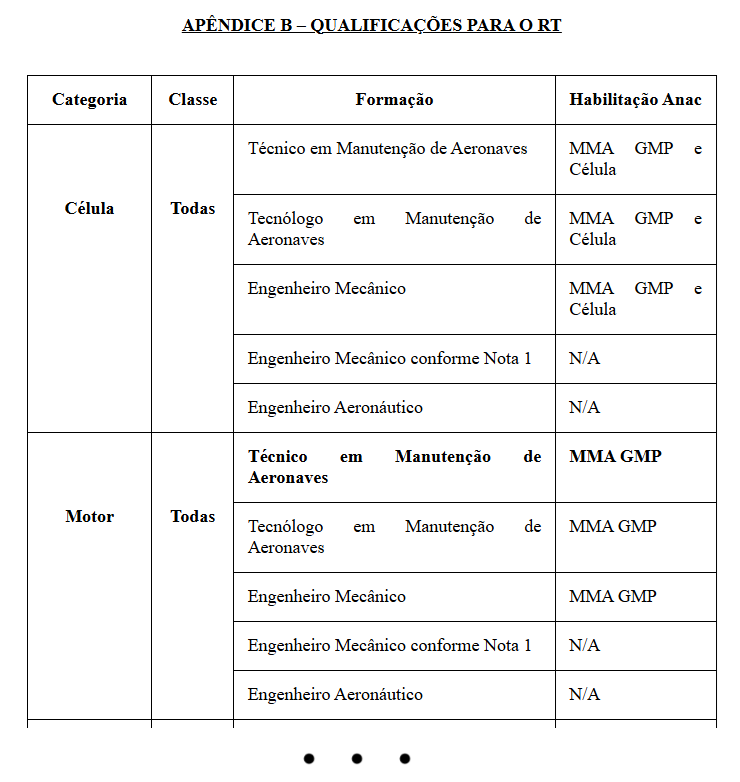 APÊNDICE B – QUALIFICAÇÕES PARA O RT
Categoria Classe Formação Habilitação Anac
Célula Todas
Técnico em Manutenção de Aeronaves MMA GMP e
Célula
Tecnólogo em Manutenção de MMA GMP e
Aeronaves Célula
Engenheiro Mecânico MMA GMP e
Célula
Engenheiro Mecânico conforme Nota 1 N/A
Engenheiro Aeronáutico N/A
Motor Todas
Técnico em Manutenção de MMA GMP
Aeronaves
Tecnólogo em Manutenção de MMA GMP
Aeronaves
Engenheiro Mecânico MMA GMP
Engenheiro Mecânico conforme Nota 1 N/A
Engenheiro Aeronáutico N/A